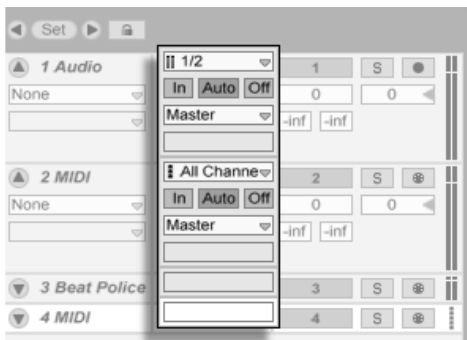 Set
1 Audio 1/2 1 S
In Auto Off
None 0 0
Master -inf -inf
2 MIDI All Channe 2 S
In Auto Off
None 0 0
Master -inf -inf
3 Beat Police 3 S
4 MIDI 4 S